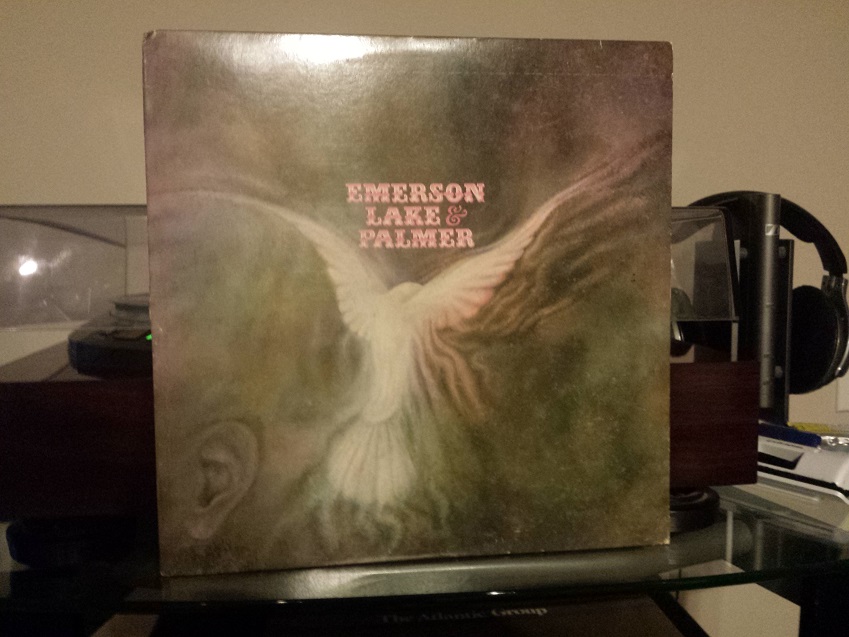 EMERSON
LAKE &
PALMER
The Atlantic Group